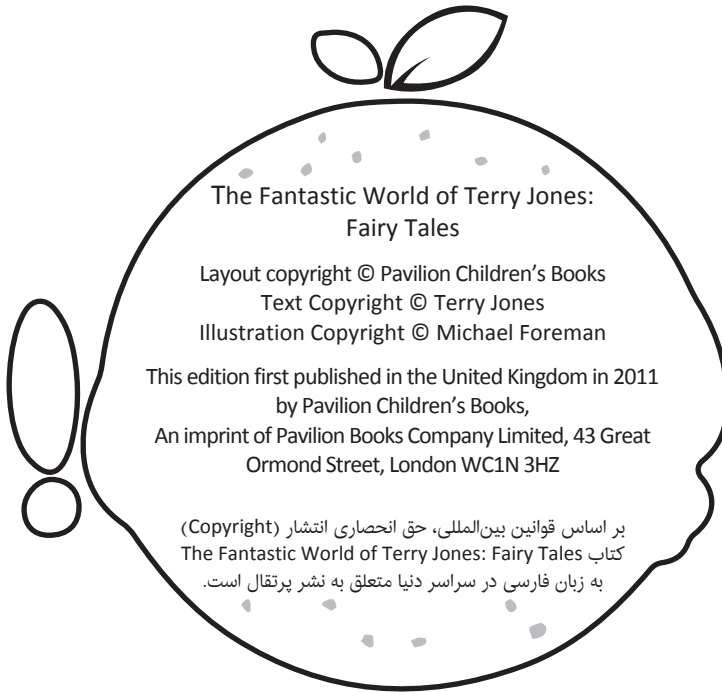 The Fantastic World of Terry Jones:
Fairy Tales
Layout copyright © Pavilion Children’s Books
Text Copyright © Terry Jones
Illustration Copyright © Michael Foreman
This edition first published in the United Kingdom in 2011
by Pavilion Children’s Books,
An imprint of Pavilion Books Company Limited, 43 Great
Ormond Street, London WC1N 3HZ
بر اساس قوانین بین‌المللی، حق انحصاری انتشار (Copyright)
کتاب The Fantastic World of Terry Jones: Fairy Tales
به زبان فارسی در سراسر دنیا متعلق به نشر پرتقال است.